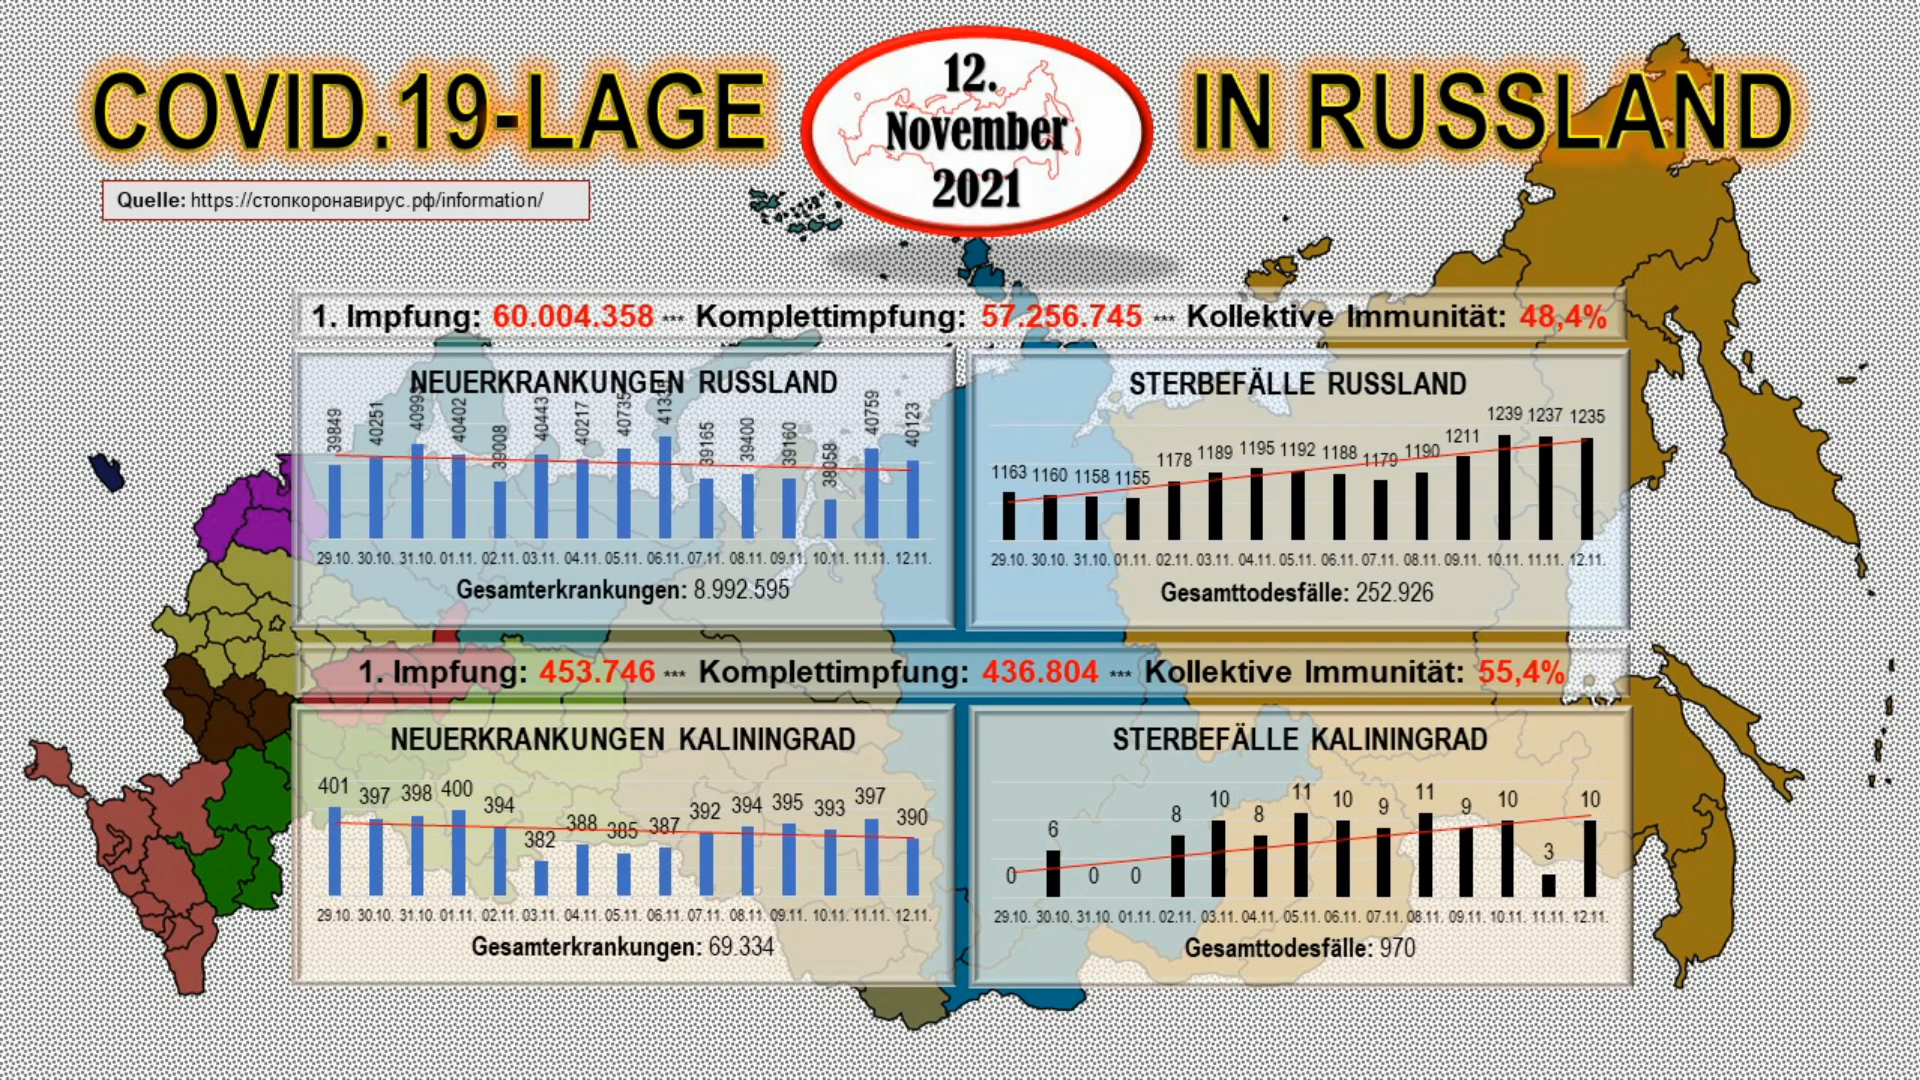 COVID.19-LAGE
12.
November
2021
IN RUSSLAND
Quelle: https://стопкоронавирус.рф/information/
1. Impfung: 60.004.358 *** Komplettimpfung: 57.256.745 *** Kollektive Immunität: 48,4%
NEUERKRANKUNGEN RUSSLAND
39849 40251 40402 39008 40443 40217 40735 39165 39400 39160 38058 40759 40123
29.10. 30.10. 31.10. 01.11. 02.11. 03.11. 04.11. 05.11. 06.11. 07.11. 08.11. 09.11. 10.11. 11.11. 12.11.
Gesamterkrankungen: 8.992.595
STERBEFÄLLE RUSSLAND
1163 1160 1158 1155 1178 1189 1195 1192 1188 1179 1190 1211 1239 1237 1235
29.10. 30.10. 31.10. 01.11. 02.11. 03.11. 04.11. 05.11. 06.11. 07.11. 08.11. 09.11. 10.11. 11.11. 12.11.
Gesamttodesfälle: 252.926
1. Impfung: 453.746 *** Komplettimpfung: 436.804 *** Kollektive Immunität: 55,4%
NEUERKRANKUNGEN KALININGRAD
401 397 398 400 394 382 388 385 387 392 394 395 393 397 390
29.10. 30.10. 31.10. 01.11. 02.11. 03.11. 04.11. 05.11. 06.11. 07.11. 08.11. 09.11. 10.11. 11.11. 12.11.
Gesamterkrankungen: 69.334
STERBEFÄLLE KALININGRAD
0 6 0 0 8 10 8 11 10 9 11 9 10 3 10
29.10. 30.10. 31.10. 01.11. 02.11. 03.11. 04.11. 05.11. 06.11. 07.11. 08.11. 09.11. 10.11. 11.11. 12.11.
Gesamttodesfälle: 970